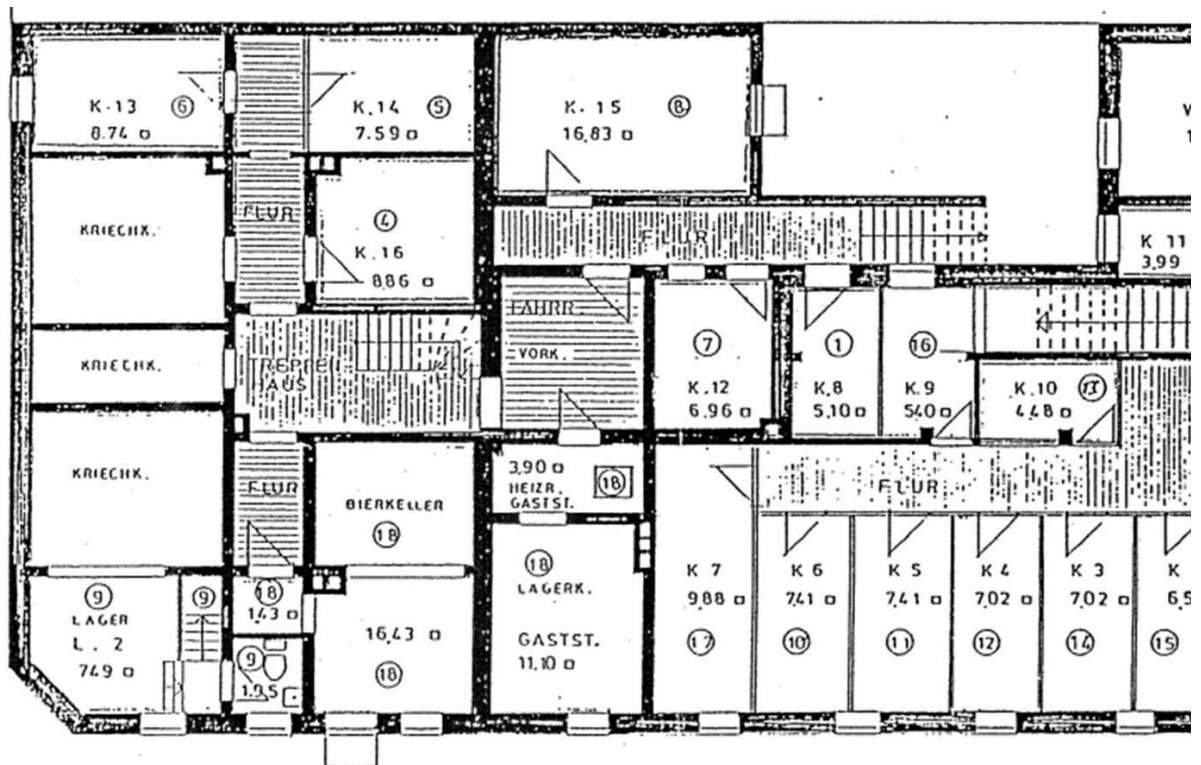 K.13 ⑥
8.74 □
K.14 ⑤
7.59 □
K.15 ⑧
16,83 □
K 11
3,99
KRIECHK.
FLUR
④
K.16
8,86 □
FLUR
FAHRR.
VORK.
⑦
K.12
6,96 □
①
K.8
5,10 □
⑯
K.9
5,40 □
K.10
4,48 □
KRIECHK.
TREPPEN
HAUS
KRIECHK.
FLUR
BIERKELLER
⑱
3,90 □
HEIZR.
GASTST.
⑱
FLUR
⑨
LAGER
L. 2
7,49 □
⑨
⑱
1,43 □
⑨
1,95
16,43 □
⑱
⑱
LAGERK.
GASTST.
11,10 □
K 7
9,88 □
⑰
K 6
7,41 □
⑩
K 5
7,41 □
⑪
K 4
7,02 □
⑫
K 3
7,02 □
⑭
K
6,5
⑮